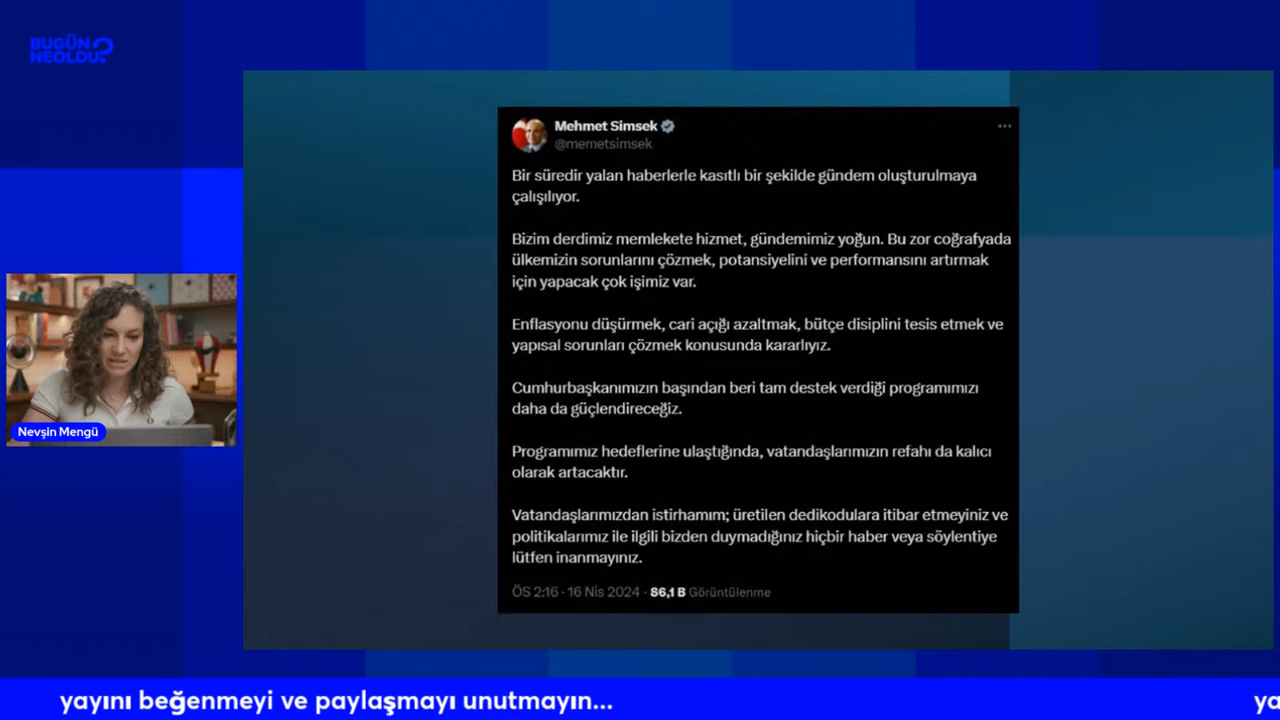 BUGÜN
NEOLDU?
Mehmet Simsek
@memetsimsek
Bir süredir yalan haberlerle kasıtlı bir şekilde gündem oluşturulmaya
çalışılıyor.
Bizim derdimiz memlekete hizmet, gündemimiz yoğun. Bu zor coğrafyada
ülkemizin sorunlarını çözmek, potansiyelini ve performansını artırmak
için yapacak çok işimiz var.
Enflasyonu düşürmek, cari açığı azaltmak, bütçe disiplini tesis etmek ve
yapısal sorunları çözmek konusunda kararlıyız.
Cumhurbaşkanımızın başından beri tam destek verdiği programımızı
daha da güçlendireceğiz.
Programımız hedeflerine ulaştığında, vatandaşlarımızın refahı da kalıcı
olarak artacaktır.
Vatandaşlarımızdan istirhamım; üretilen dedikodulara itibar etmeyiniz ve
politikalarımız ile ilgili bizden duymadığınız hiçbir haber veya söylentiye
lütfen inanmayınız.
ÖS 2:16 · 16 Nis 2024 · 86,1 B Görüntülenme
Nevşin Mengü
yayını beğenmeyi ve paylaşmayı unutmayın... ya